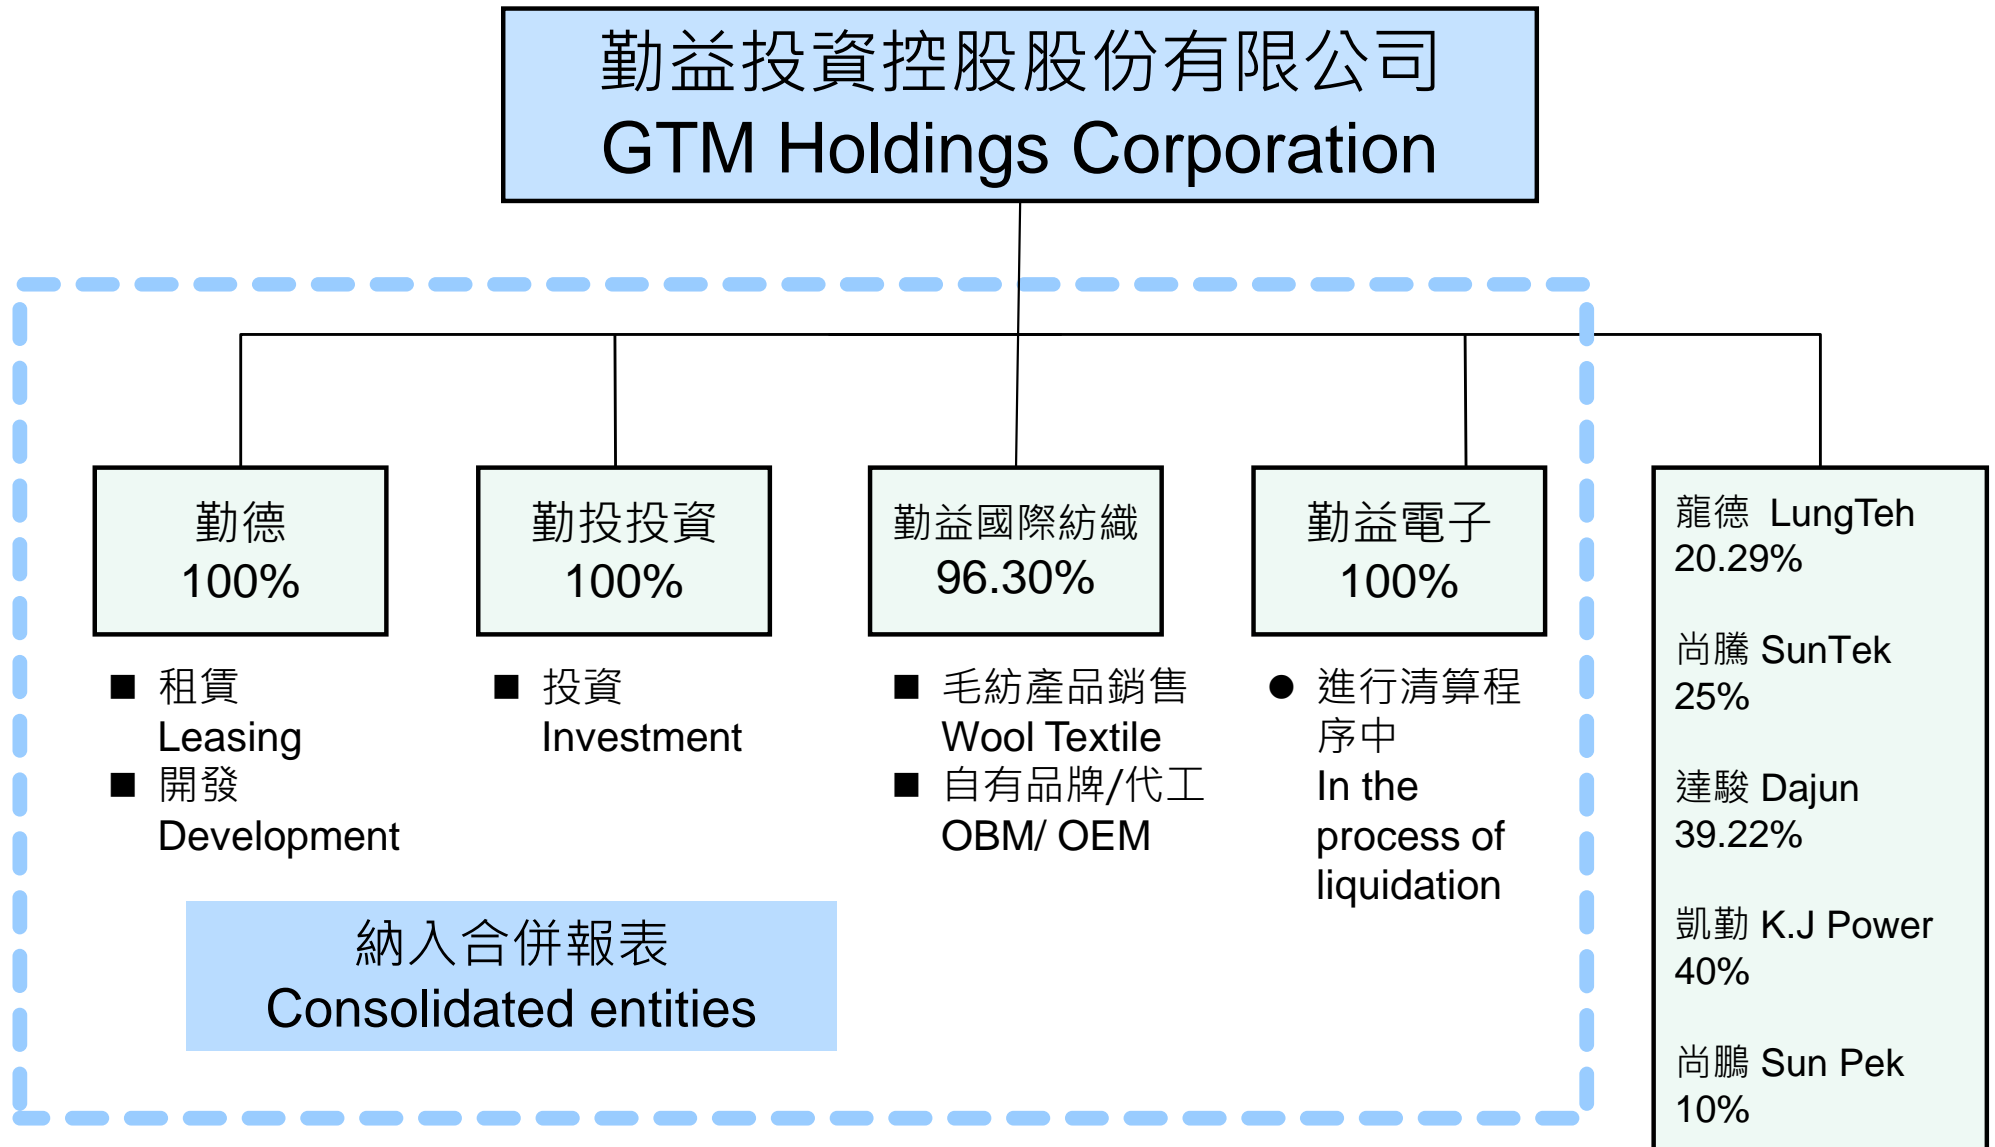 勤益投資控股股份有限公司
GTM Holdings Corporation
勤德
100%
租賃
Leasing
開發
Development
勤投投資
100%
投資
Investment
勤益國際紡織
96.30%
毛紡產品銷售
Wool Textile
自有品牌/代工
OBM/ OEM
勤益電子
100%
進行清算程
序中
In the
process of
liquidation
龍德 LungTeh
20.29%
尚騰 SunTek
25%
達駿 Dajun
39.22%
凱勤 K.J Power
40%
尚鵬 Sun Pek
10%
納入合併報表
Consolidated entities